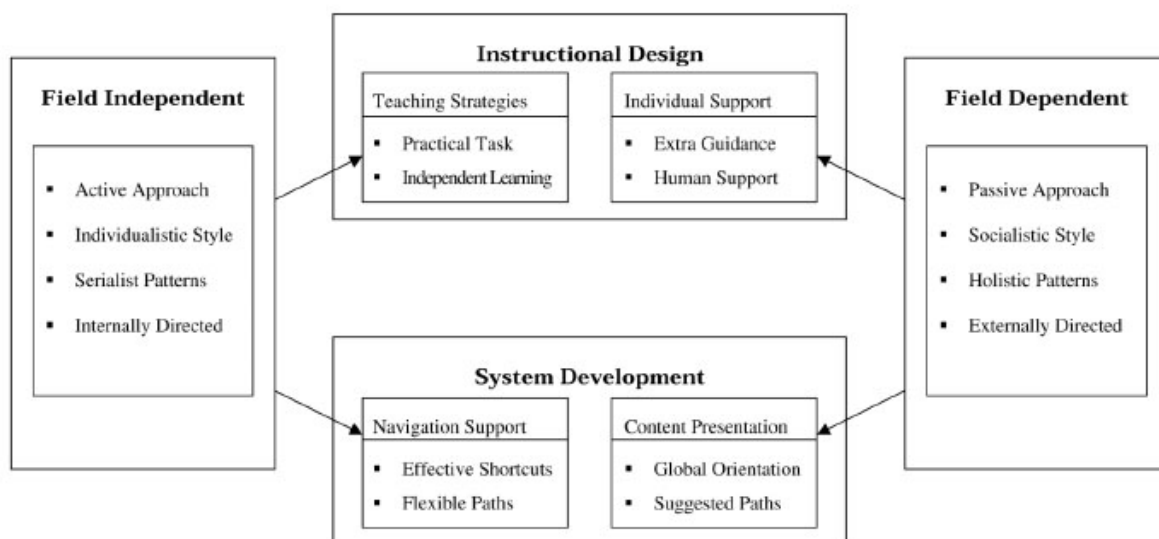 Instructional Design
Teaching Strategies
▪ Practical Task
▪ Independent Learning
Individual Support
▪ Extra Guidance
▪ Human Support
Field Independent
▪ Active Approach
▪ Individualistic Style
▪ Serialist Patterns
▪ Internally Directed
Field Dependent
▪ Passive Approach
▪ Socialistic Style
▪ Holistic Patterns
▪ Externally Directed
System Development
Navigation Support
▪ Effective Shortcuts
▪ Flexible Paths
Content Presentation
▪ Global Orientation
▪ Suggested Paths